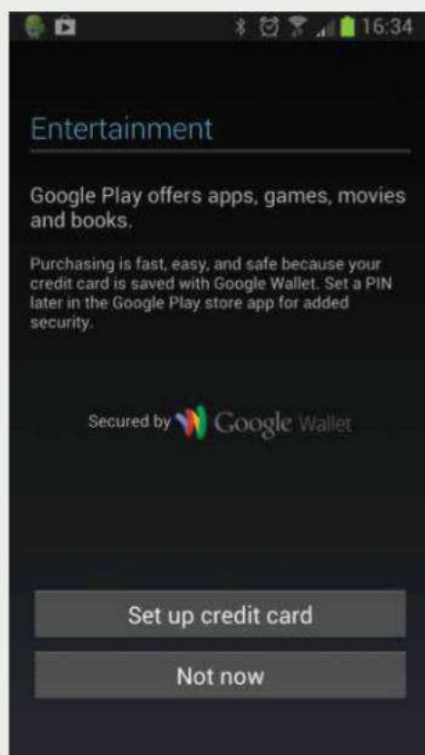 16:34
Entertainment
Google Play offers apps, games, movies
and books.
Purchasing is fast, easy, and safe because your
credit card is saved with Google Wallet. Set a PIN
later in the Google Play store app for added
security.
Secured by Google Wallet
Set up credit card
Not now